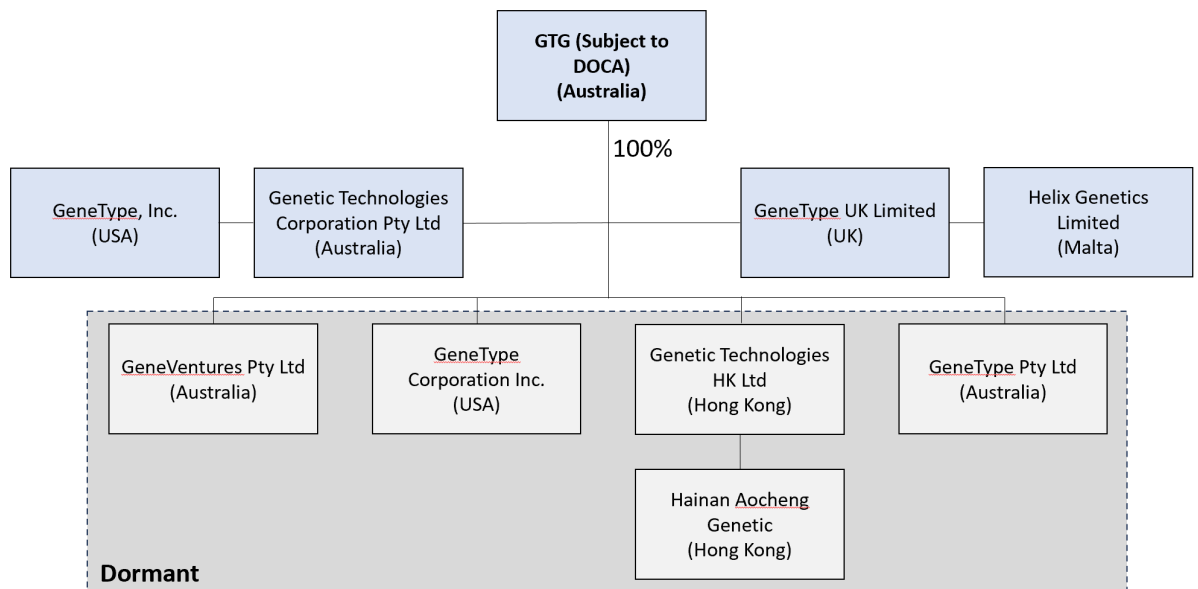 GTG (Subject to
DOCA)
(Australia)
100%
GeneType, Inc.
(USA)
Genetic Technologies
Corporation Pty Ltd
(Australia)
GeneType UK Limited
(UK)
Helix Genetics
Limited
(Malta)
GeneVentures Pty Ltd
(Australia)
GeneType
Corporation Inc.
(USA)
Genetic Technologies
HK Ltd
(Hong Kong)
GeneType Pty Ltd
(Australia)
Hainan Aocheng
Genetic
(Hong Kong)
Dormant